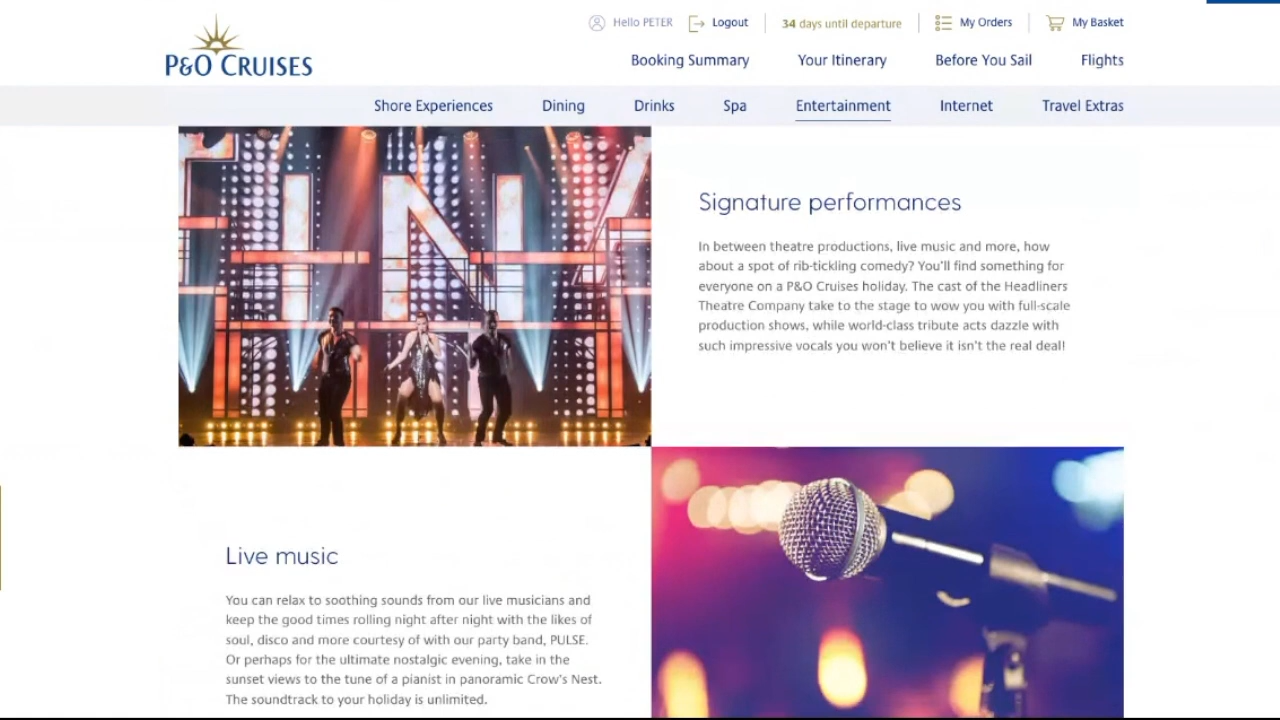 Hello PETER
Logout
34 days until departure
My Orders
My Basket
P&O CRUISES
Booking Summary
Your Itinerary
Before You Sail
Flights
Shore Experiences
Dining
Drinks
Spa
Entertainment
Internet
Travel Extras
Signature performances
In between theatre productions, live music and more, how
about a spot of rib-tickling comedy? You'll find something for
everyone on a P&O Cruises holiday. The cast of the Headliners
Theatre Company take to the stage to wow you with full-scale
production shows, while world-class tribute acts dazzle with
such impressive vocals you won't believe it isn't the real deal!
Live music
You can relax to soothing sounds from our live musicians and
keep the good times rolling night after night with the likes of
soul, disco and more courtesy of with our party band, PULSE.
Or perhaps for the ultimate nostalgic evening, take in the
sunset views to the tune of a pianist in panoramic Crow's Nest.
The soundtrack to your holiday is unlimited.